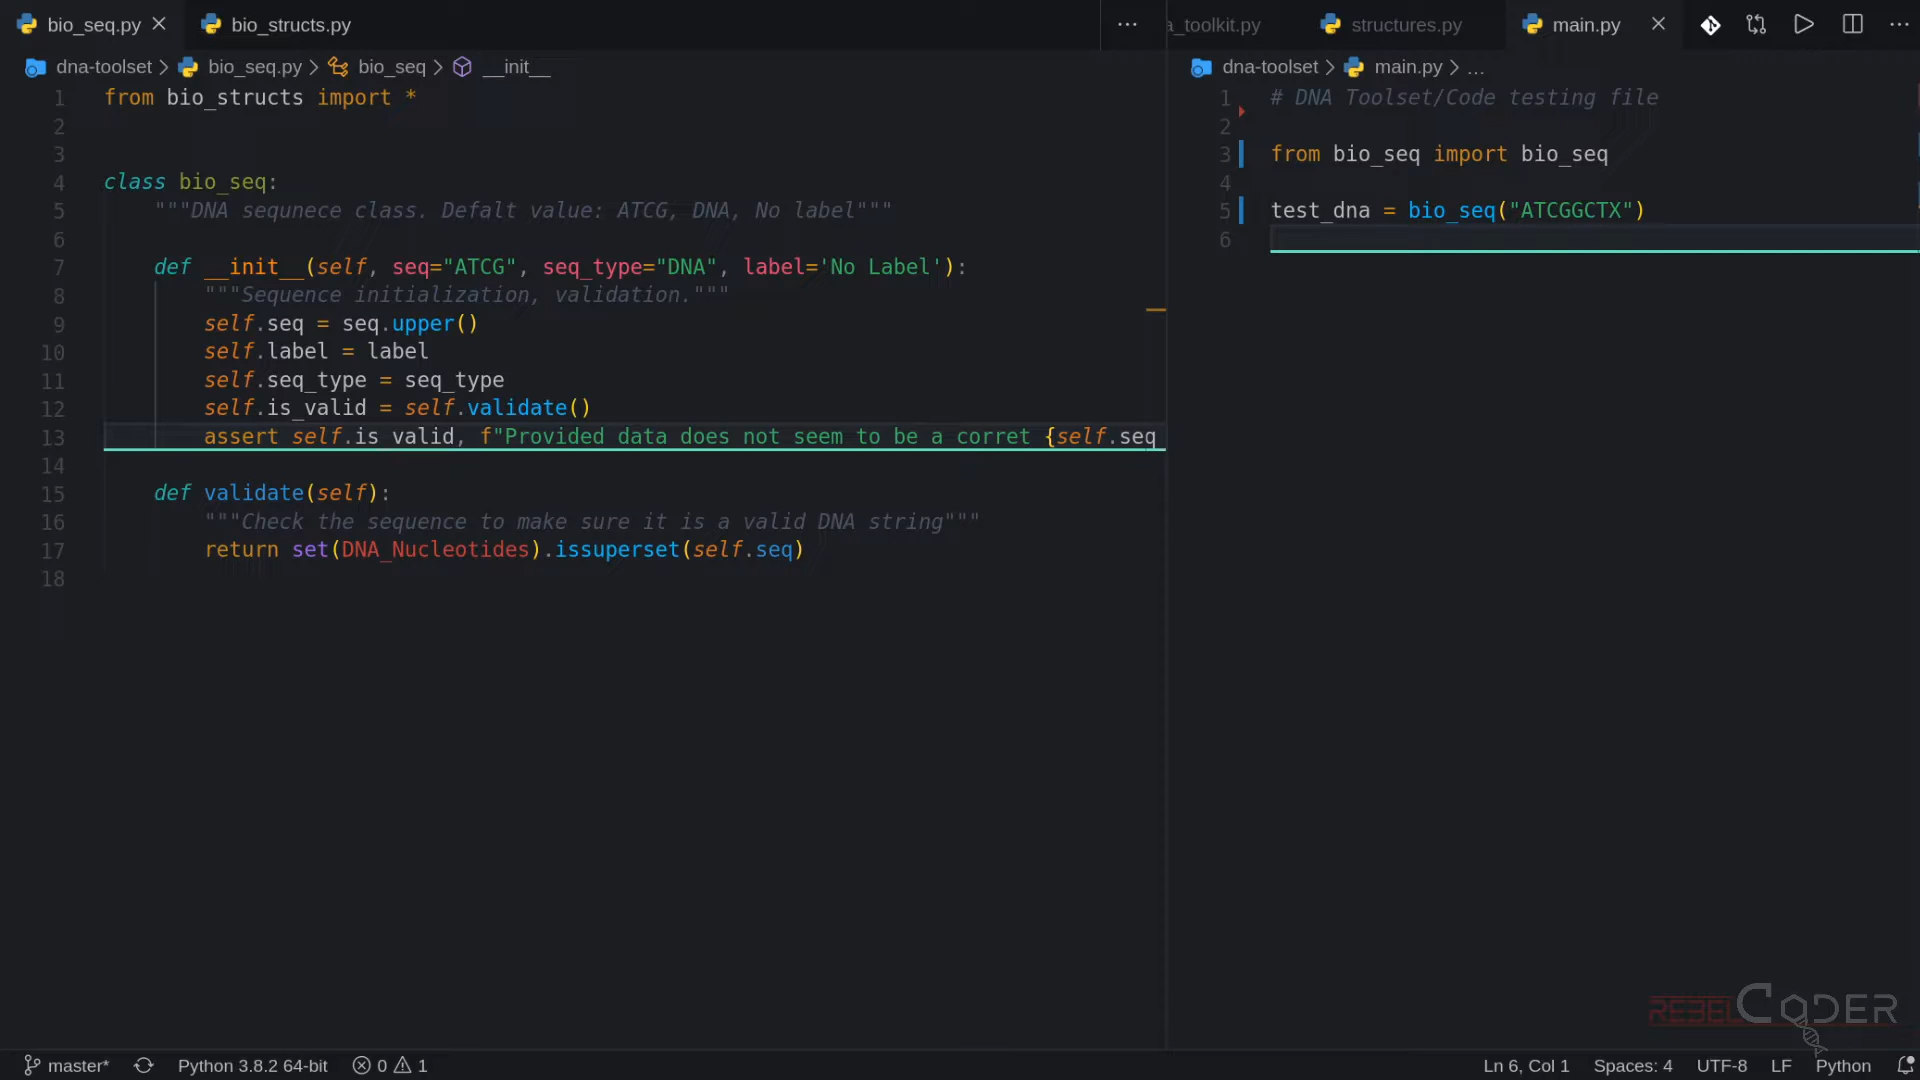 bio_seq.py
bio_structs.py
a_toolkit.py
structures.py
main.py
dna-toolset > bio_seq.py > bio_seq > __init__
1 from bio_structs import *
2
3
4 class bio_seq:
5 """DNA sequnece class. Defalt value: ATCG, DNA, No label"""
6
7 def __init__(self, seq="ATCG", seq_type="DNA", label='No Label'):
8 """Sequence initialization, validation."""
9 self.seq = seq.upper()
10 self.label = label
11 self.seq_type = seq_type
12 self.is_valid = self.validate()
13 assert self.is_valid, f"Provided data does not seem to be a corret {self.seq
14
15 def validate(self):
16 """Check the sequence to make sure it is a valid DNA string"""
17 return set(DNA_Nucleotides).issuperset(self.seq)
18
dna-toolset > main.py > ...
1 # DNA Toolset/Code testing file
2
3 from bio_seq import bio_seq
4
5 test_dna = bio_seq("ATCGGCTX")
6
REBEL CODER
master* Python 3.8.2 64-bit 0 1 Ln 6, Col 1 Spaces: 4 UTF-8 LF Python